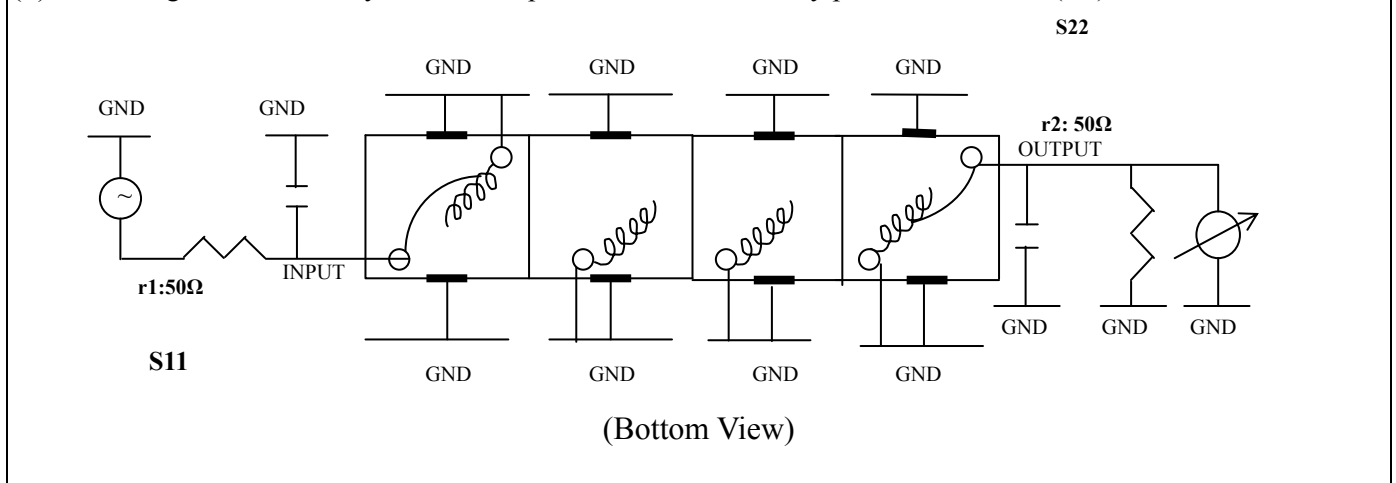 S22
GND GND GND GND
GND GND
r2: 50Ω
OUTPUT
~
INPUT
r1:50Ω
GND GND GND
S11
GND GND GND GND
(Bottom View)